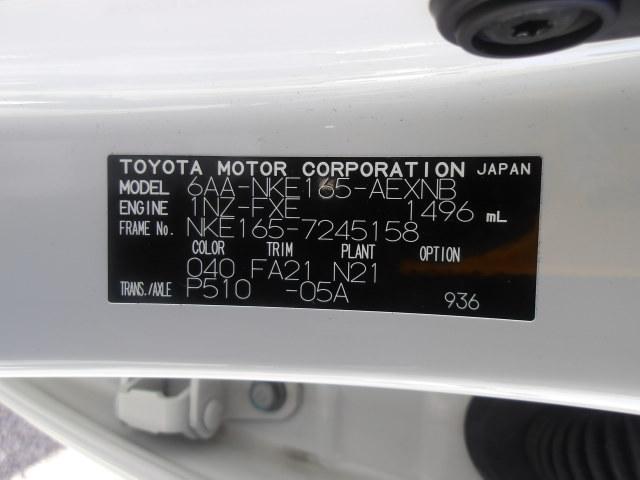 TOYOTA MOTOR CORPORATION JAPAN
MODEL 6AA-NKE165-AEXNB
ENGINE 1NZ-FXE 1496 mL
FRAME No. NKE165-7245158
COLOR TRIM PLANT OPTION
040 FA21 N21
TRANS./AXLE P510 -05A 936